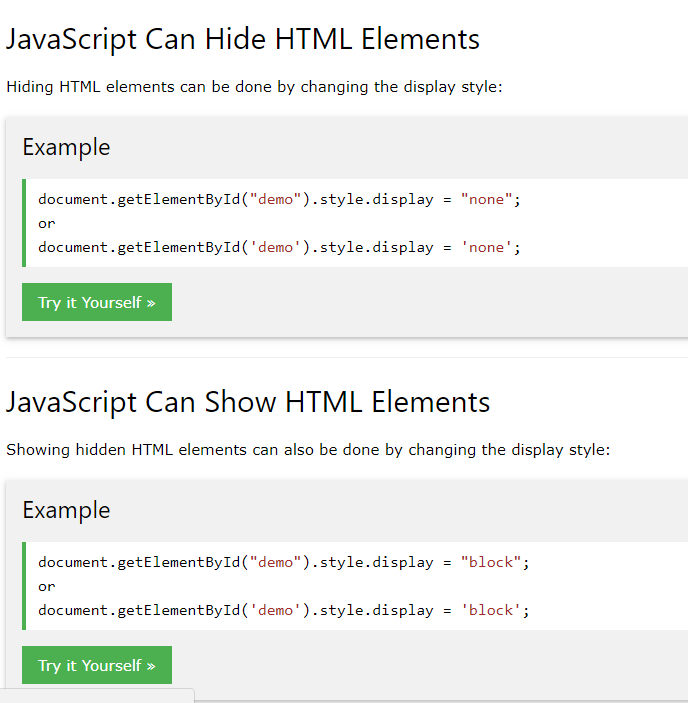 JavaScript Can Hide HTML Elements
Hiding HTML elements can be done by changing the display style:
Example
document.getElementById("demo").style.display = "none";
or
document.getElementById('demo').style.display = 'none';
Try it Yourself »
JavaScript Can Show HTML Elements
Showing hidden HTML elements can also be done by changing the display style:
Example
document.getElementById("demo").style.display = "block";
or
document.getElementById('demo').style.display = 'block';
Try it Yourself »